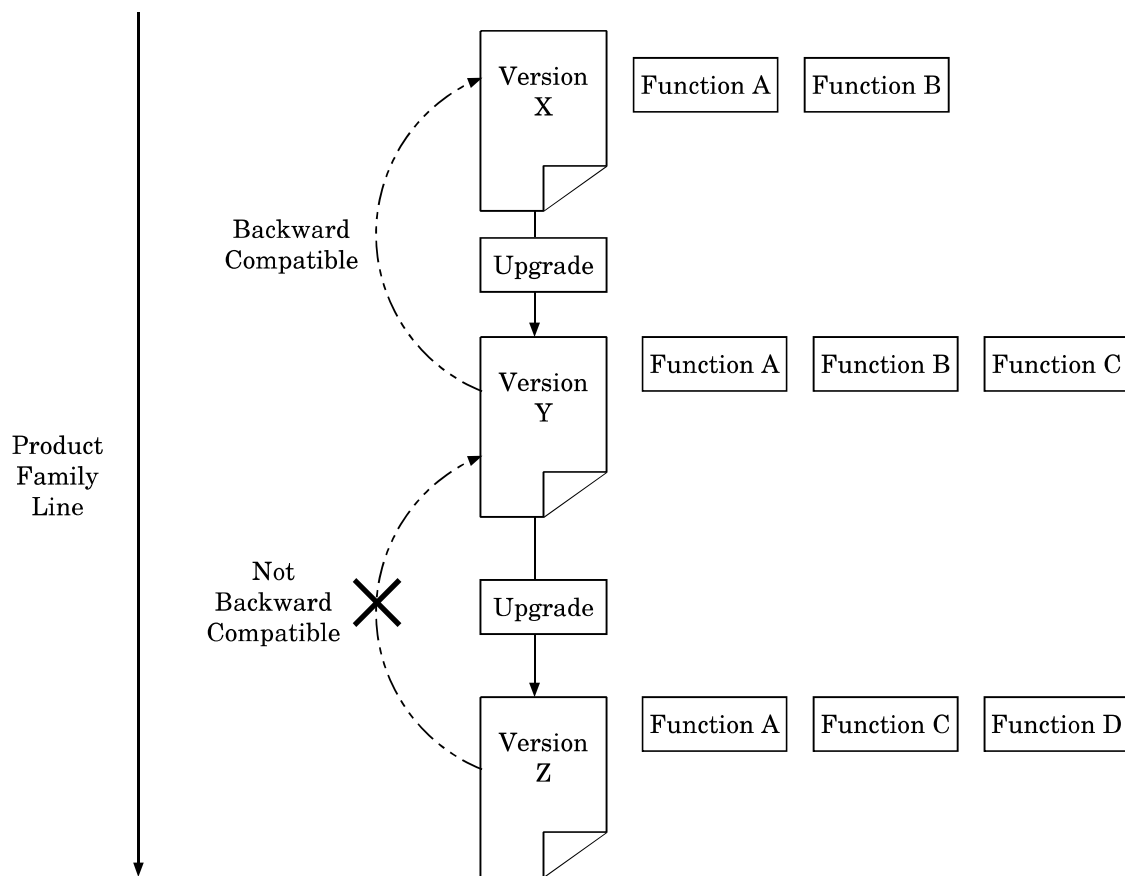 Version
X
Function A
Function B
Backward
Compatible
Upgrade
Version
Y
Function A
Function B
Function C
Product
Family
Line
Not
Backward
Compatible
Upgrade
Version
Z
Function A
Function C
Function D